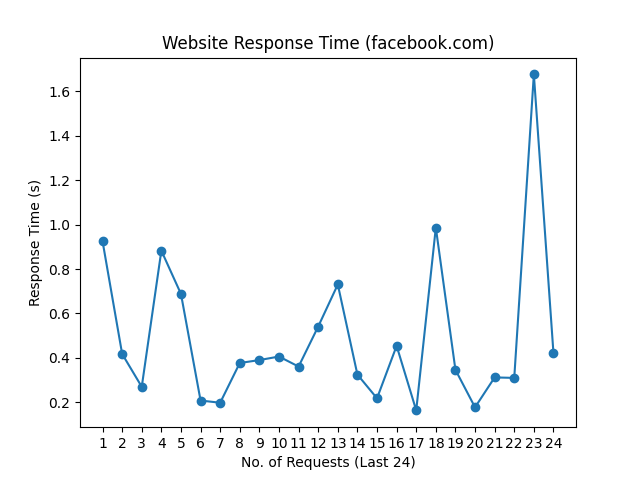 Website Response Time (facebook.com)
Response Time (s)
1.6
1.4
1.2
1.0
0.8
0.6
0.4
0.2
1 2 3 4 5 6 7 8 9 10 11 12 13 14 15 16 17 18 19 20 21 22 23 24
No. of Requests (Last 24)